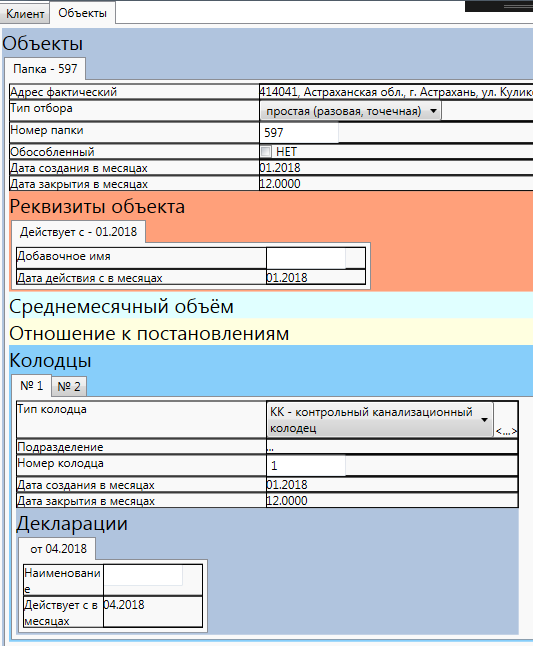 Клиент Объекты
Объекты
Папка - 597
Адрес фактический 414041, Астраханская обл., г. Астрахань, ул. Кулик
Тип отбора простая (разовая, точечная)
Номер папки 597
Обособленный НЕТ
Дата создания в месяцах 01.2018
Дата закрытия в месяцах 12.0000
Реквизиты объекта
Действует с - 01.2018
Добавочное имя
Дата действия с в месяцах 01.2018
Среднемесячный объём
Отношение к постановлениям
Колодцы
№ 1 № 2
Тип колодца КК - контрольный канализационный
колодец <...>
Подразделение ...
Номер колодца 1
Дата создания в месяцах 01.2018
Дата закрытия в месяцах 12.0000
Декларации
от 04.2018
Наименовани
е
Действует с в 04.2018
месяцах